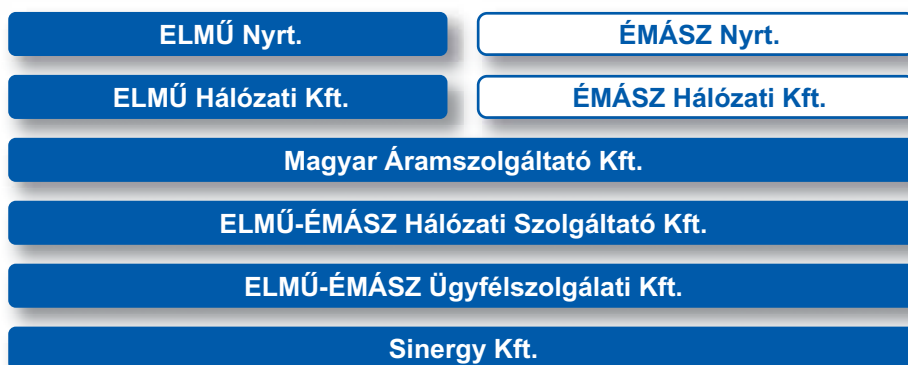 ELMŰ Nyrt.
ÉMÁSZ Nyrt.
ELMŰ Hálózati Kft.
ÉMÁSZ Hálózati Kft.
Magyar Áramszolgáltató Kft.
ELMŰ-ÉMÁSZ Hálózati Szolgáltató Kft.
ELMŰ-ÉMÁSZ Ügyfélszolgálati Kft.
Sinergy Kft.